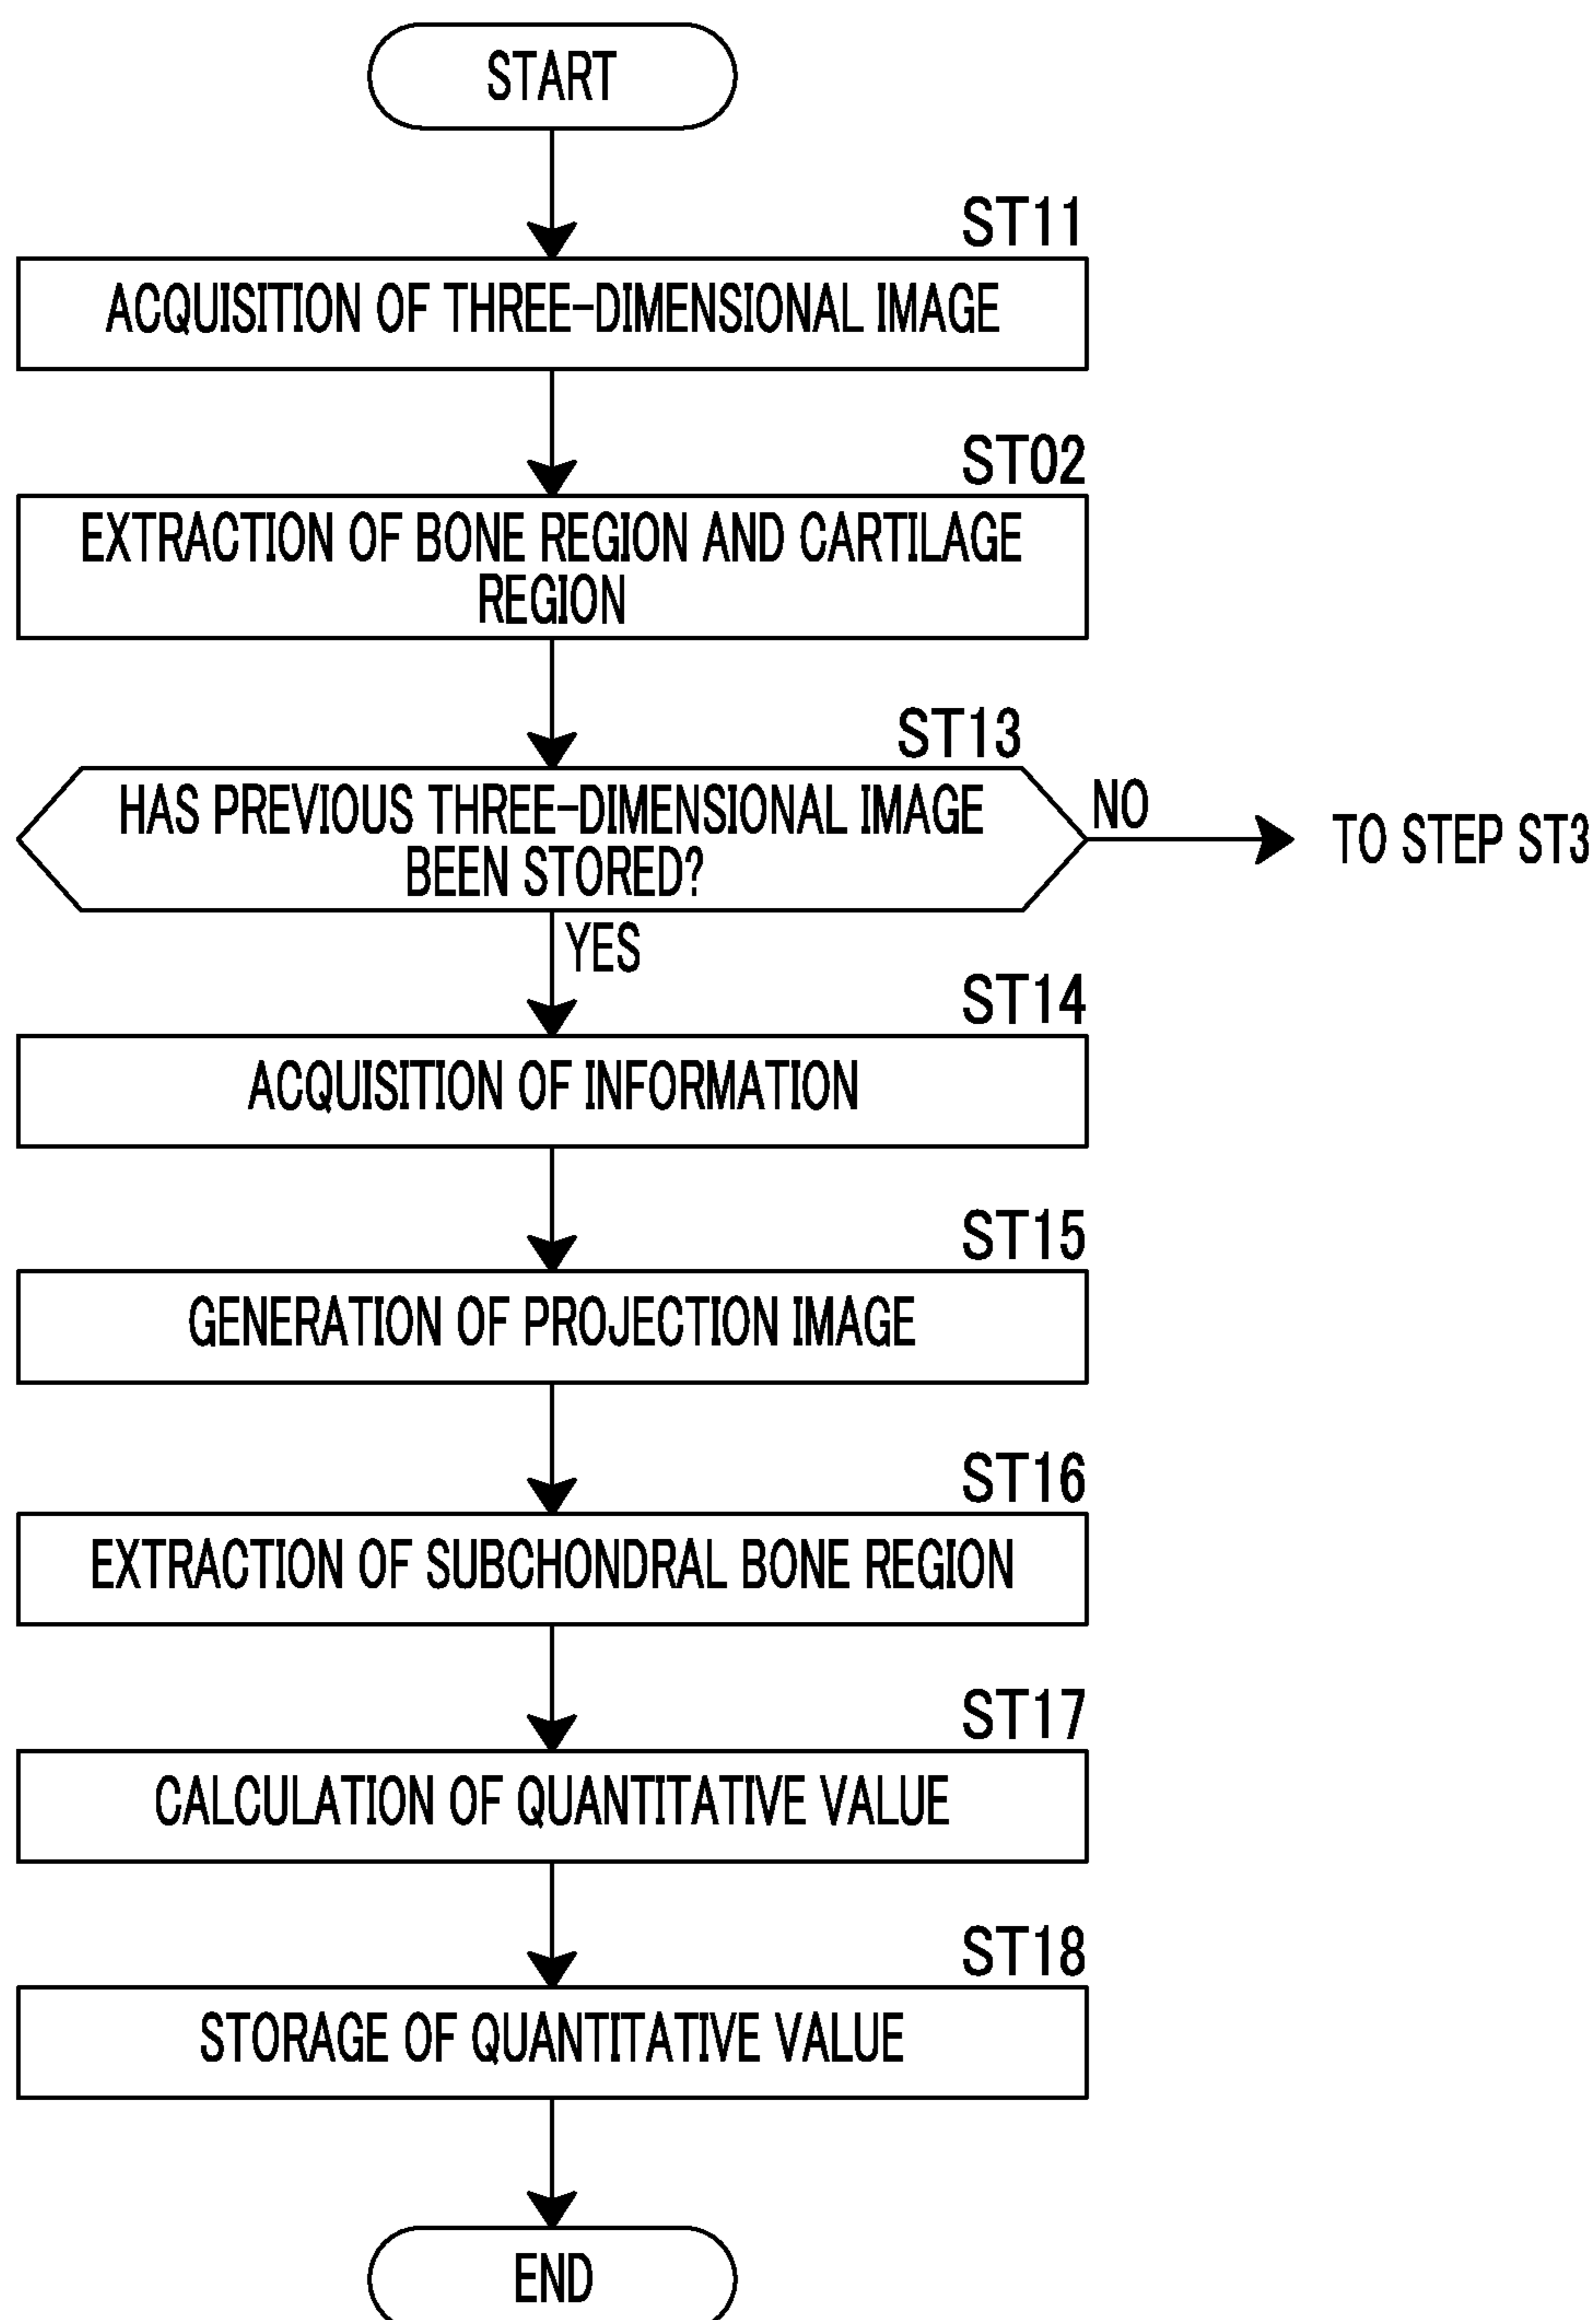 START
ST11
ACQUISITION OF THREE-DIMENSIONAL IMAGE
ST02
EXTRACTION OF BONE REGION AND CARTILAGE
REGION
ST13
HAS PREVIOUS THREE-DIMENSIONAL IMAGE
BEEN STORED?
NO
TO STEP ST3
YES
ST14
ACQUISITION OF INFORMATION
ST15
GENERATION OF PROJECTION IMAGE
ST16
EXTRACTION OF SUBCHONDRAL BONE REGION
ST17
CALCULATION OF QUANTITATIVE VALUE
ST18
STORAGE OF QUANTITATIVE VALUE
END